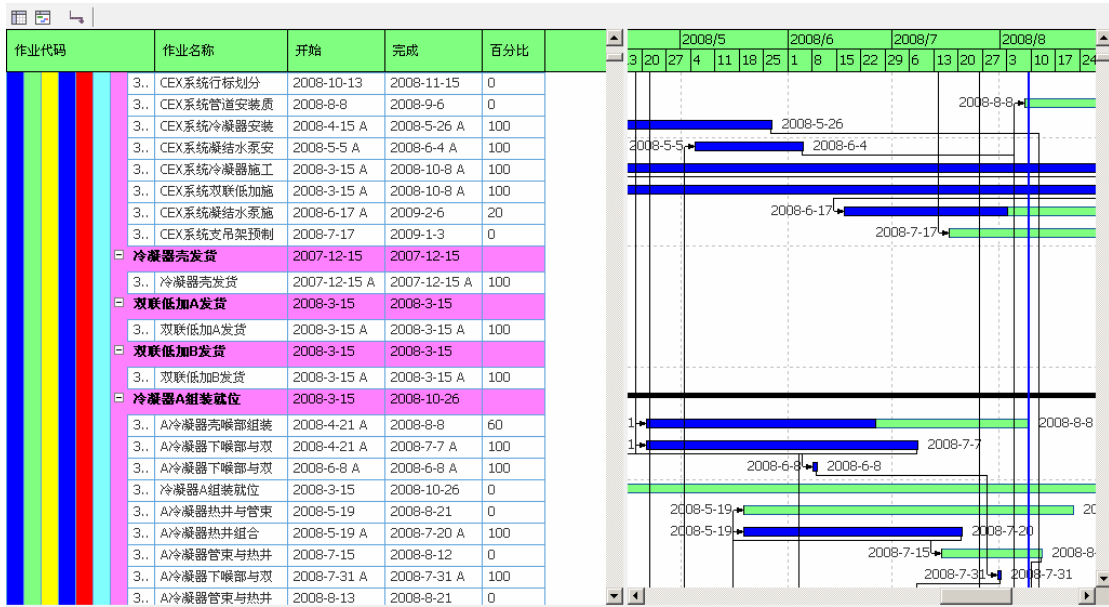 作业代码 作业名称 开始 完成 百分比
2008/5 2008/6 2008/7 2008/8
3 20 27 4 11 18 25 1 8 15 22 29 6 13 20 27 3 10 17 24
3.. CEX系统行标划分 2008-10-13 2008-11-15 0
3.. CEX系统管道安装质 2008-8-8 2008-9-6 0 2008-8-8
3.. CEX系统冷凝器安装 2008-4-15 A 2008-5-26 A 100 2008-5-26
3.. CEX系统凝结水泵安 2008-5-5 A 2008-6-4 A 100 2008-5-5 2008-6-4
3.. CEX系统冷凝器施工 2008-3-15 A 2008-10-8 A 100
3.. CEX系统双联低加施 2008-3-15 A 2008-10-8 A 100
3.. CEX系统凝结水泵施 2008-6-17 A 2009-2-6 20 2008-6-17
3.. CEX系统支吊架预制 2008-7-17 2009-1-3 0 2008-7-17
冷凝器壳发货 2007-12-15 2007-12-15
3.. 冷凝器壳发货 2007-12-15 A 2007-12-15 A 100
双联低加A发货 2008-3-15 2008-3-15
3.. 双联低加A发货 2008-3-15 A 2008-3-15 A 100
双联低加B发货 2008-3-15 2008-3-15
3.. 双联低加B发货 2008-3-15 A 2008-3-15 A 100
冷凝器A组装就位 2008-3-15 2008-10-26
3.. A冷凝器壳喉部组装 2008-4-21 A 2008-8-8 60 1 2008-8-8
3.. A冷凝器下喉部与双 2008-4-21 A 2008-7-7 A 100 1 2008-7-7
3.. A冷凝器下喉部与双 2008-6-8 A 2008-6-8 A 100 2008-6-8 2008-6-8
3.. 冷凝器A组装就位 2008-3-15 2008-10-26 0
3.. A冷凝器热井与管束 2008-5-19 2008-8-21 0 2008-5-19 20
3.. A冷凝器热井组合 2008-5-19 A 2008-7-20 A 100 2008-5-19 2008-7-20
3.. A冷凝器管束与热井 2008-7-15 2008-8-12 0 2008-7-15 2008-8-
3.. A冷凝器下喉部与双 2008-7-31 A 2008-7-31 A 100 2008-7-31 2008-7-31
3.. A冷凝器管束与热井 2008-8-13 2008-8-21 0